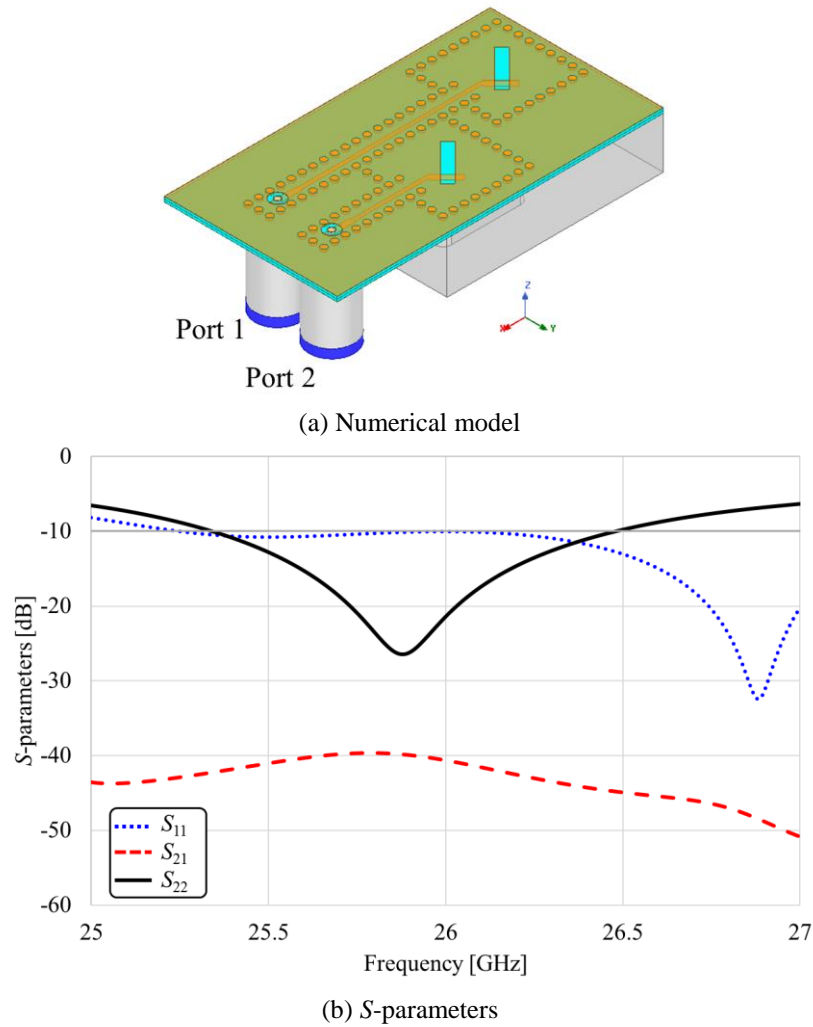 Port 1
Port 2
Z
X
Y
(a) Numerical model
0
-10
-20
-30
-40
-50
-60
S-parameters [dB]
S11
S21
S22
25
25.5
26
26.5
27
Frequency [GHz]
(b) S-parameters